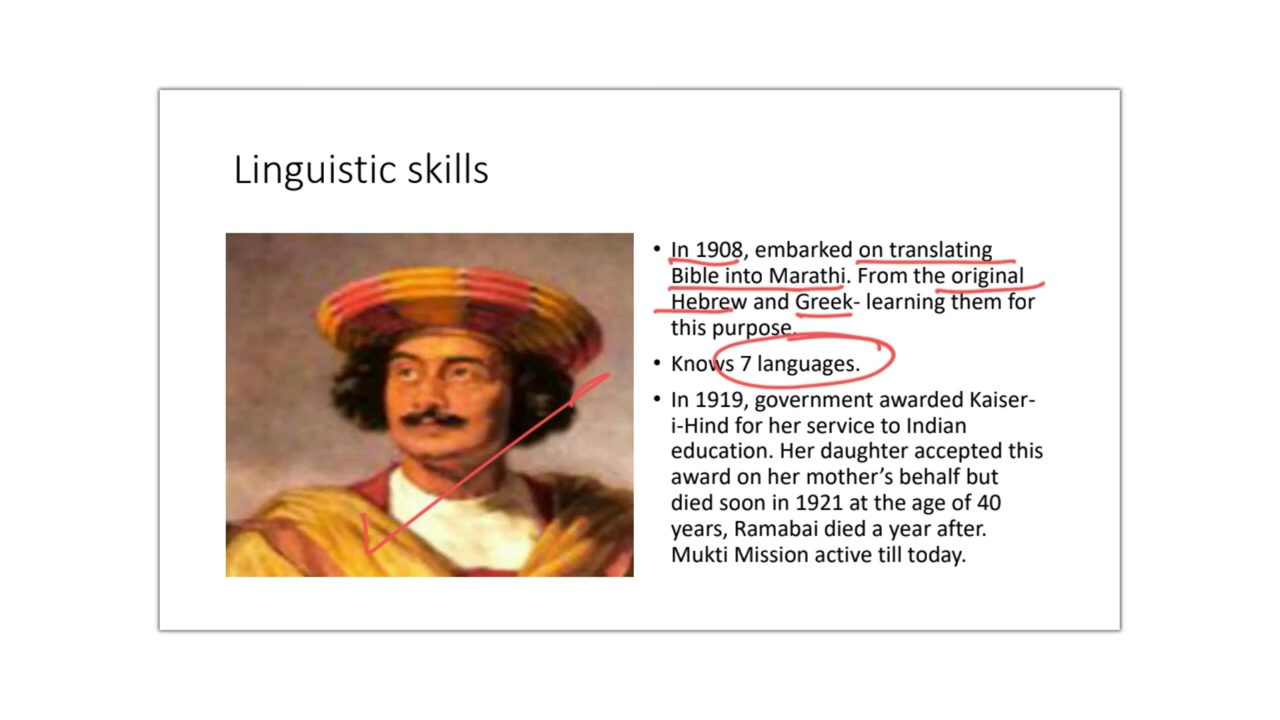 Linguistic skills
• In 1908, embarked on translating
Bible into Marathi. From the original
Hebrew and Greek- learning them for
this purpose.
• Knows 7 languages.
• In 1919, government awarded Kaiser-
i-Hind for her service to Indian
education. Her daughter accepted this
award on her mother’s behalf but
died soon in 1921 at the age of 40
years, Ramabai died a year after.
Mukti Mission active till today.